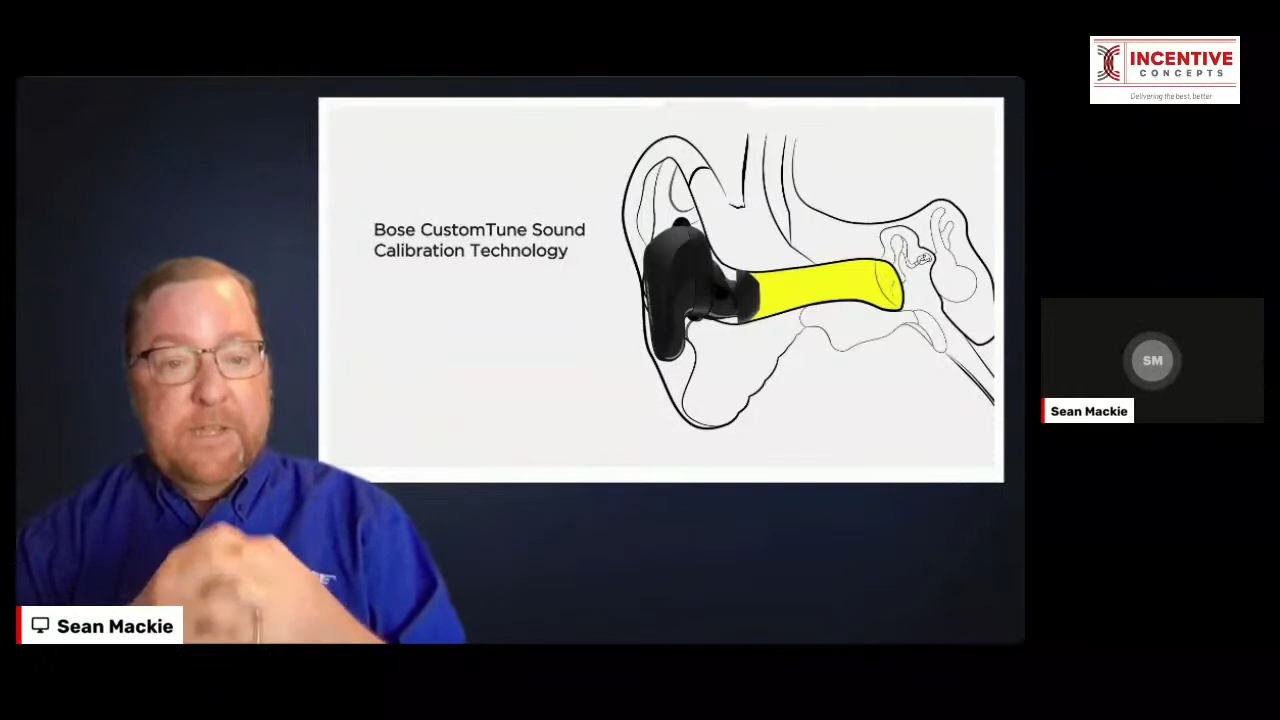 INCENTIVE
CONCEPTS
Delivering the best, better
Bose CustomTune Sound
Calibration Technology
SM
Sean Mackie
Sean Mackie